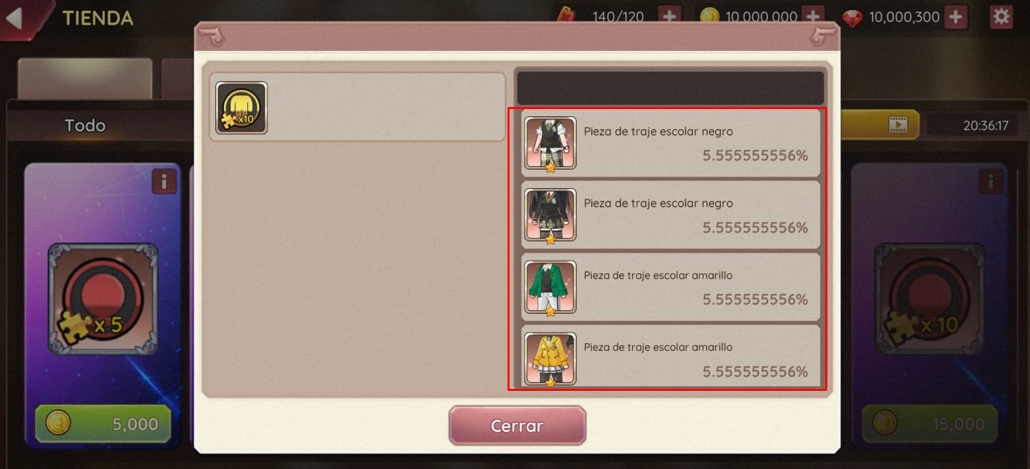 TIENDA
140/120
10,000,000
10,000,300
Todo
20:36:17
x10
Pieza de traje escolar negro
5.555555556%
Pieza de traje escolar negro
5.555555556%
Pieza de traje escolar amarillo
5.555555556%
Pieza de traje escolar amarillo
5.555555556%
x 5
x 10
5,000
Cerrar
15,000